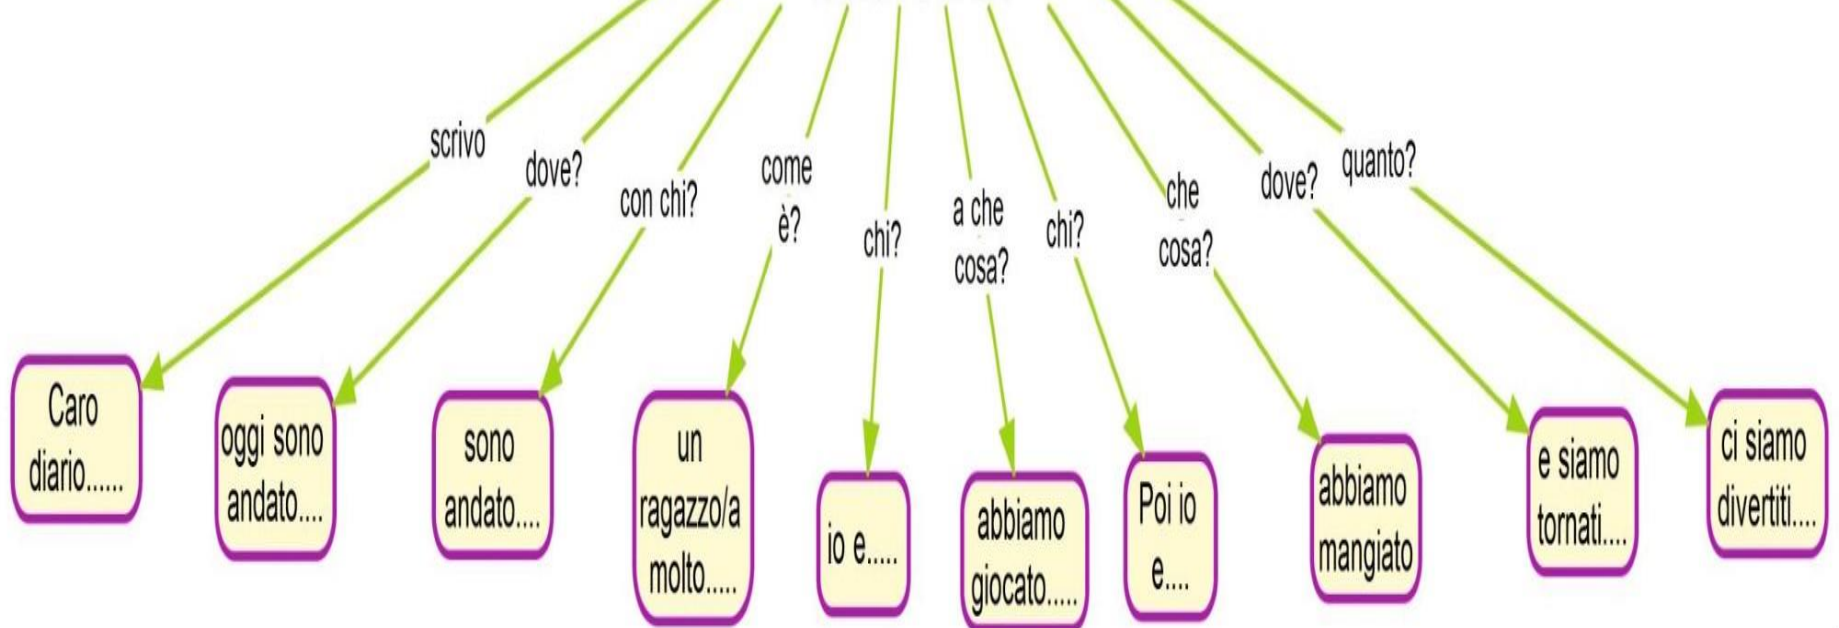 scrivo
dove?
con chi?
come
è?
chi?
a che
cosa?
chi?
che
cosa?
dove?
quanto?
Caro
diario......
oggi sono
andato....
sono
andato....
un
ragazzo/a
molto.....
io e.....
abbiamo
giocato.....
Poi io
e....
abbiamo
mangiato
e siamo
tornati....
ci siamo
divertiti....